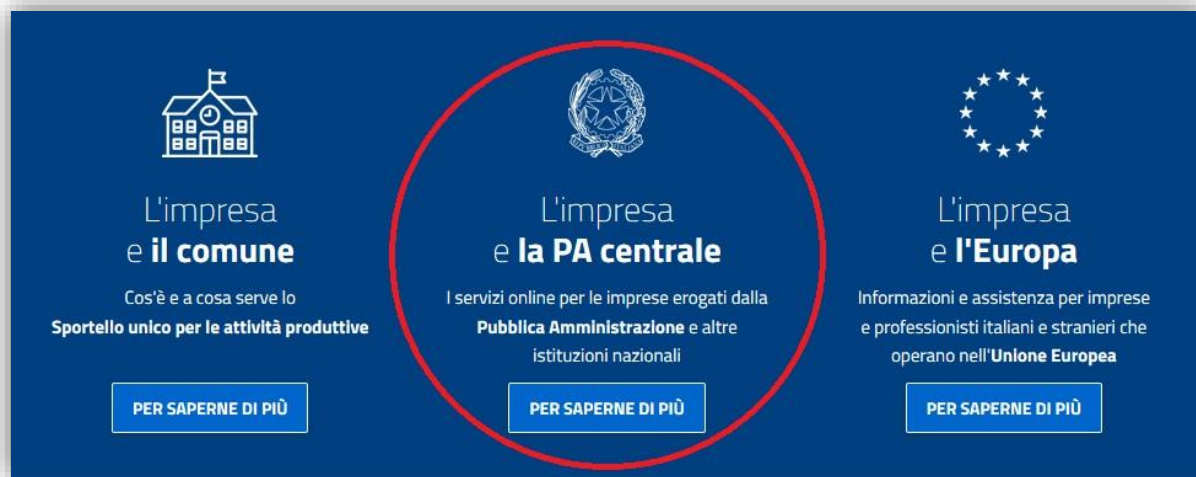 L'impresa
e il comune
Cos'è e a cosa serve lo
Sportello unico per le attività produttive
PER SAPERNE DI PIÙ
L'impresa
e la PA centrale
I servizi online per le imprese erogati dalla
Pubblica Amministrazione e altre
istituzioni nazionali
PER SAPERNE DI PIÙ
L'impresa
e l'Europa
Informazioni e assistenza per imprese
e professionisti italiani e stranieri che
operano nell'Unione Europea
PER SAPERNE DI PIÙ